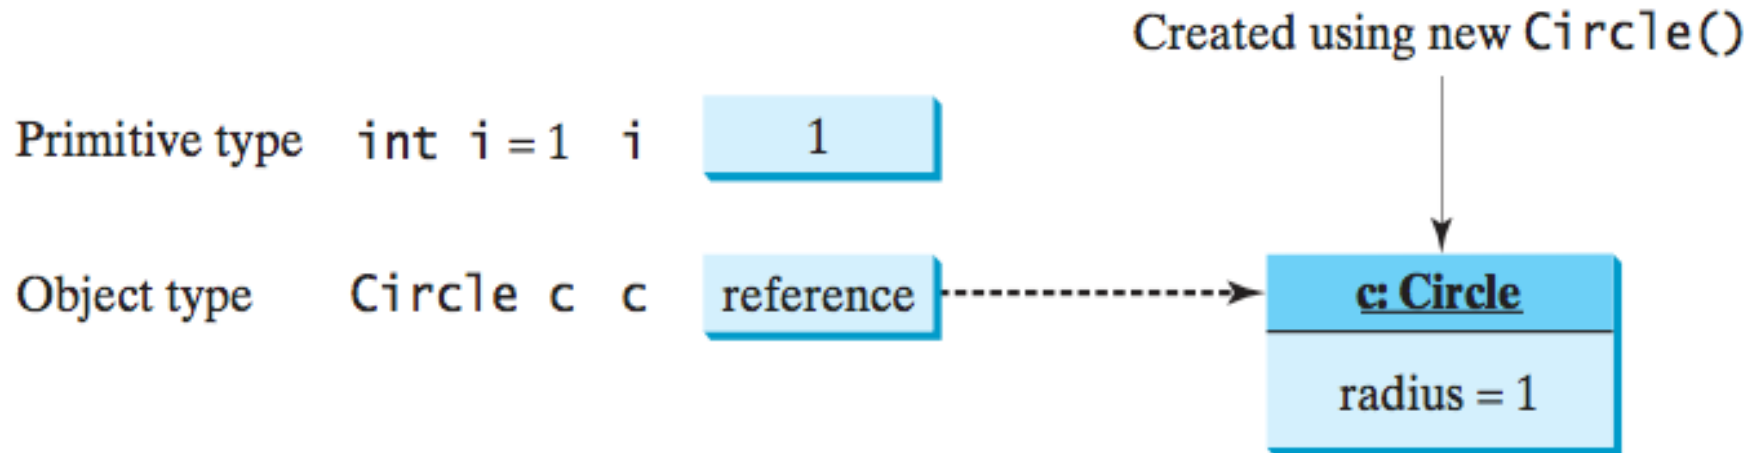 Created using new Circle()
Primitive type int i = 1 i 1
Object type Circle c c reference c: Circle
radius = 1